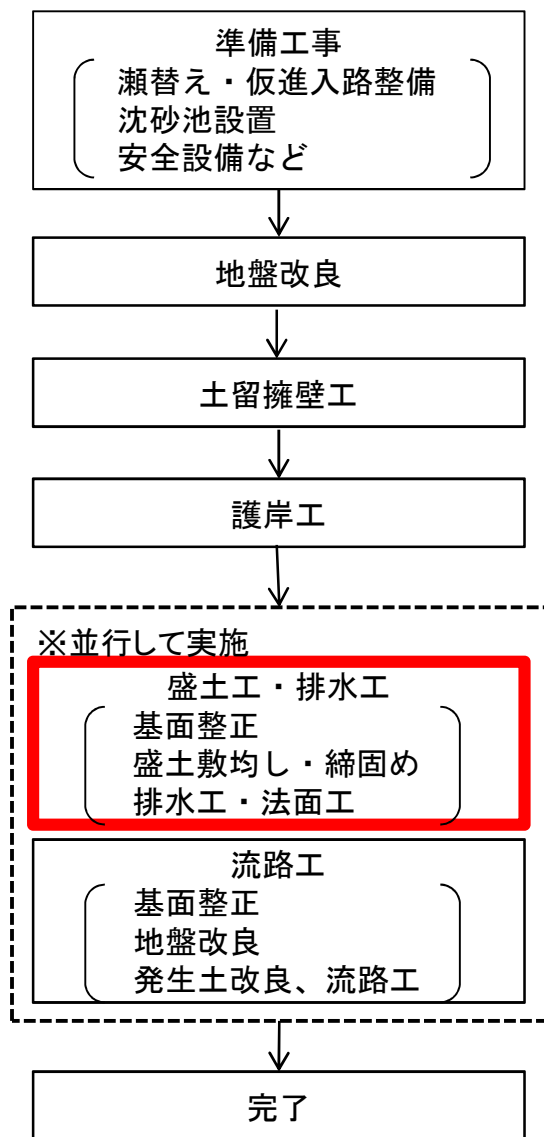 準備工事
瀬替え・仮進入路整備
沈砂池設置
安全設備など
地盤改良
土留擁壁工
護岸工
※並行して実施
盛土工・排水工
基面整正
盛土敷均し・締固め
排水工・法面工
流路工
基面整正
地盤改良
発生土改良、流路工
完了